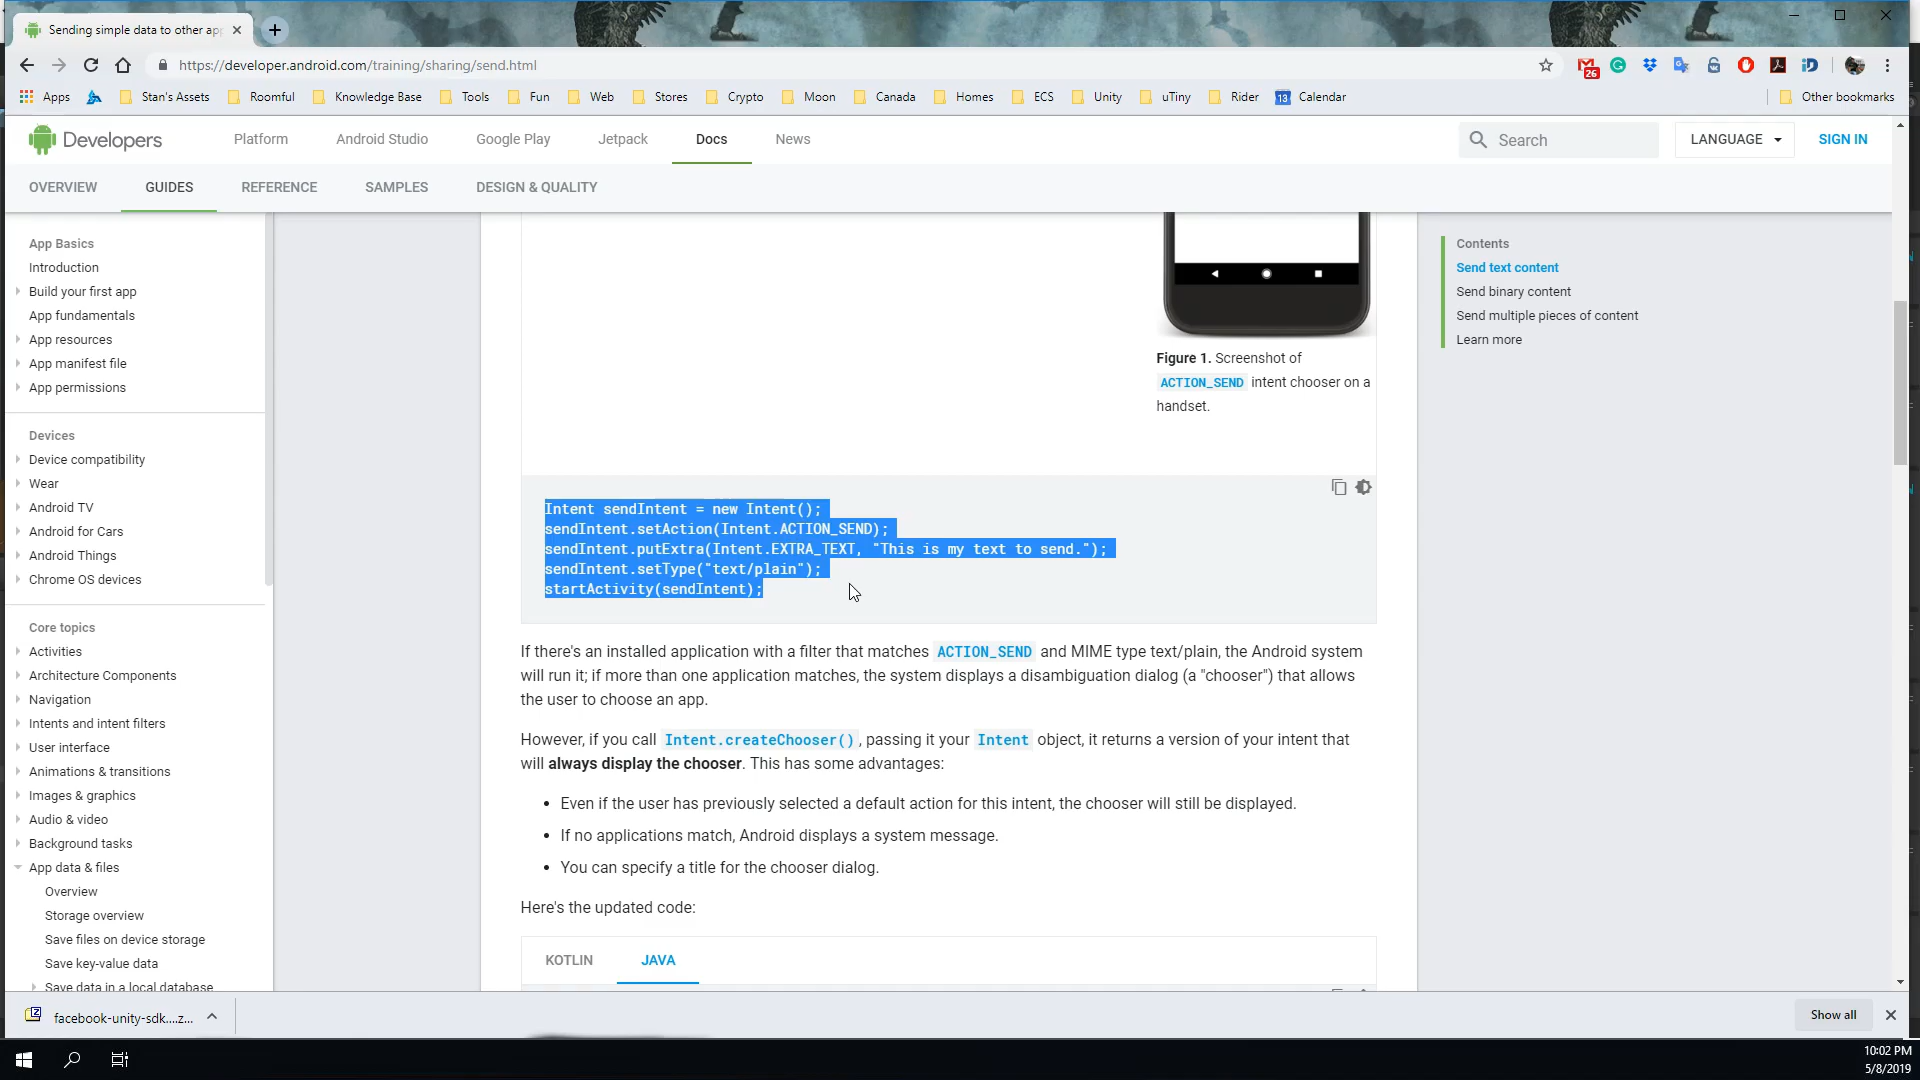 Sending simple data to other app
https://developer.android.com/training/sharing/send.html
26
Apps
Stan's Assets
Roomful
Knowledge Base
Tools
Fun
Web
Stores
Crypto
Moon
Canada
Homes
ECS
Unity
uTiny
Rider
13
Calendar
Other bookmarks
Developers
Platform
Android Studio
Google Play
Jetpack
Docs
News
Search
LANGUAGE
SIGN IN
OVERVIEW
GUIDES
REFERENCE
SAMPLES
DESIGN & QUALITY
App Basics
Introduction
Build your first app
App fundamentals
App resources
App manifest file
App permissions
Devices
Device compatibility
Wear
Android TV
Android for Cars
Android Things
Chrome OS devices
Core topics
Activities
Architecture Components
Navigation
Intents and intent filters
User interface
Animations & transitions
Images & graphics
Audio & video
Background tasks
App data & files
Overview
Storage overview
Save files on device storage
Save key-value data
Save data in a local database
Figure 1. Screenshot of
ACTION_SEND intent chooser on a
handset.
Intent sendIntent = new Intent();
sendIntent.setAction(Intent.ACTION_SEND);
sendIntent.putExtra(Intent.EXTRA_TEXT, "This is my text to send.");
sendIntent.setType("text/plain");
startActivity(sendIntent);
If there's an installed application with a filter that matches ACTION_SEND and MIME type text/plain, the Android system
will run it; if more than one application matches, the system displays a disambiguation dialog (a "chooser") that allows
the user to choose an app.
However, if you call Intent.createChooser(), passing it your Intent object, it returns a version of your intent that
will always display the chooser. This has some advantages:
• Even if the user has previously selected a default action for this intent, the chooser will still be displayed.
• If no applications match, Android displays a system message.
• You can specify a title for the chooser dialog.
Here's the updated code:
KOTLIN
JAVA
Contents
Send text content
Send binary content
Send multiple pieces of content
Learn more
facebook-unity-sdk....z...
Show all
10:02 PM
5/8/2019